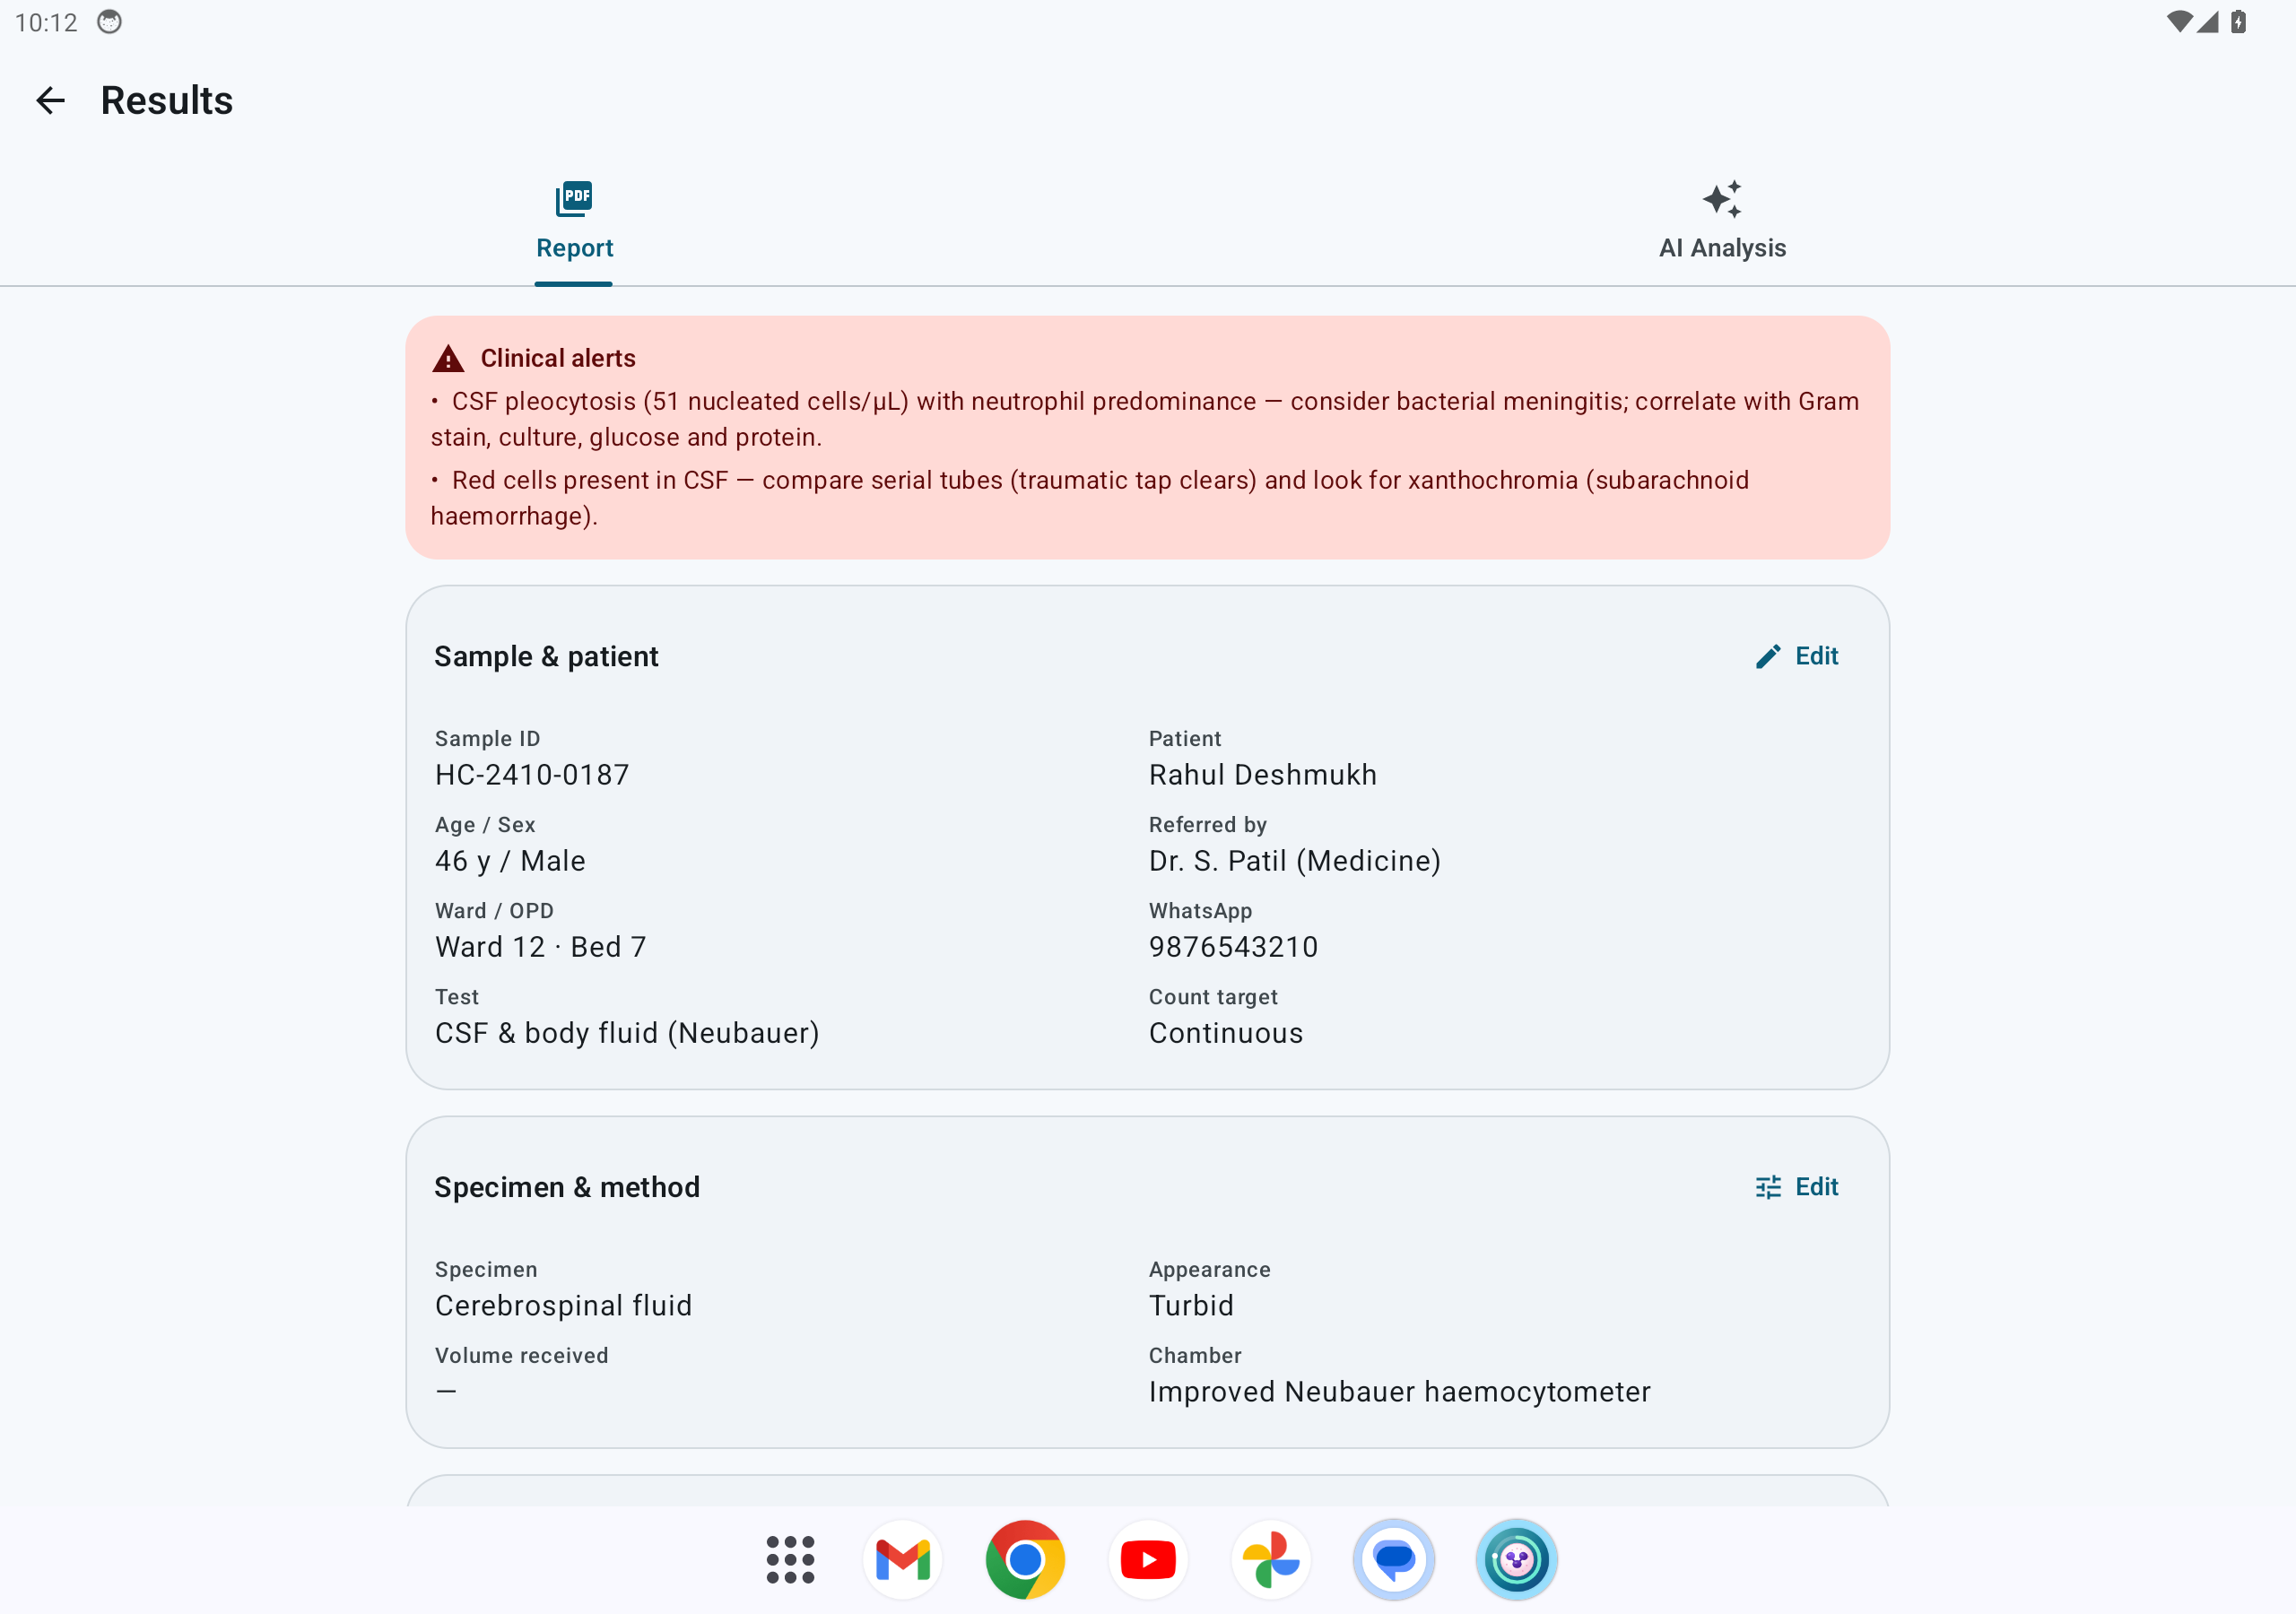 10:12
Results
PDF
Report
AI Analysis
Clinical alerts
• CSF pleocytosis (51 nucleated cells/µL) with neutrophil predominance — consider bacterial meningitis; correlate with Gram
stain, culture, glucose and protein.
• Red cells present in CSF — compare serial tubes (traumatic tap clears) and look for xanthochromia (subarachnoid
haemorrhage).
Sample & patient
Edit
Sample ID
HC-2410-0187
Patient
Rahul Deshmukh
Age / Sex
46 y / Male
Referred by
Dr. S. Patil (Medicine)
Ward / OPD
Ward 12 · Bed 7
WhatsApp
9876543210
Test
CSF & body fluid (Neubauer)
Count target
Continuous
Specimen & method
Edit
Specimen
Cerebrospinal fluid
Appearance
Turbid
Volume received
—
Chamber
Improved Neubauer haemocytometer